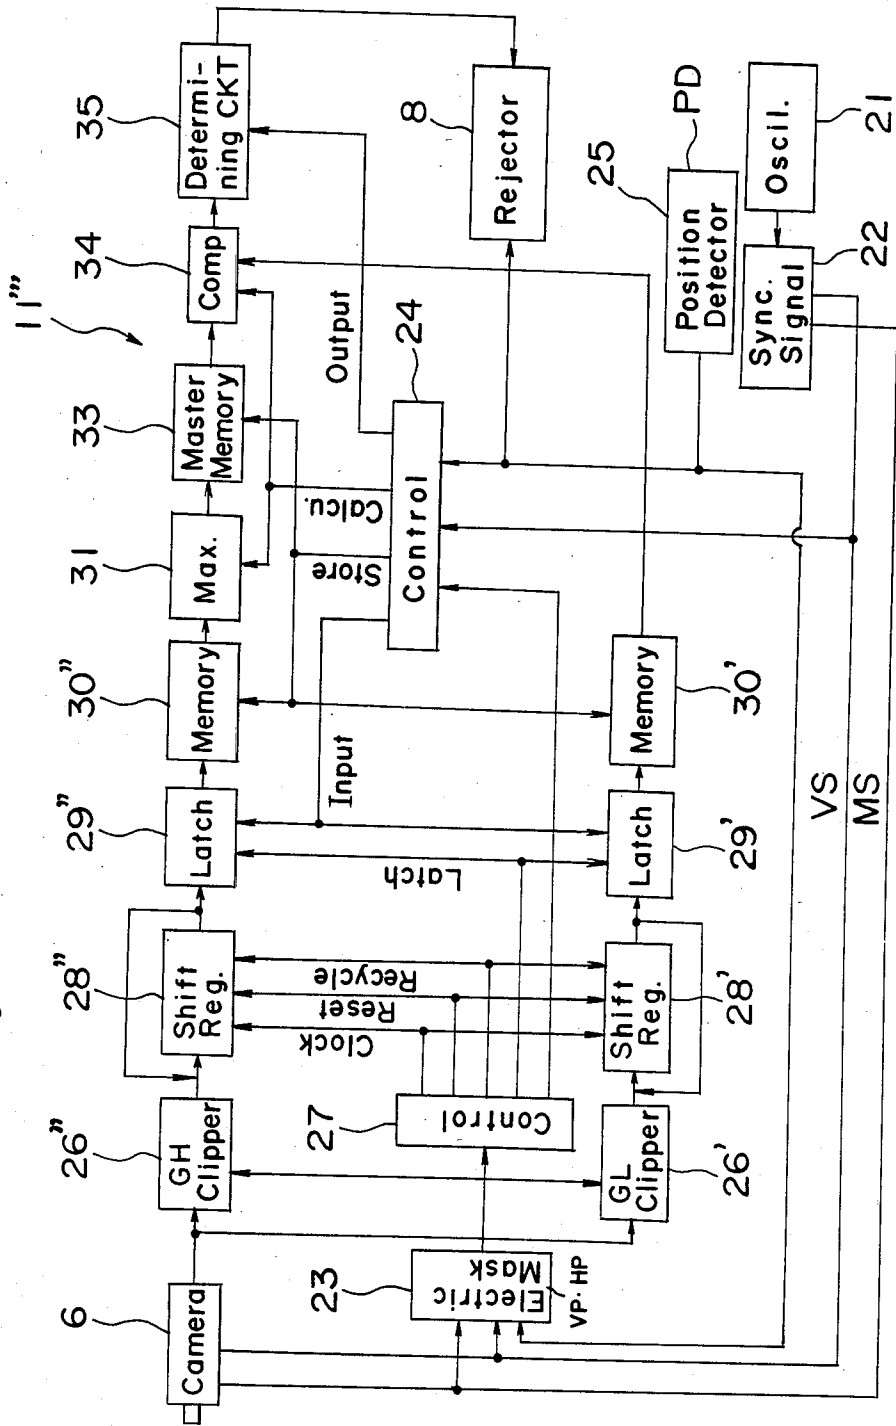 11'''
6
Camera
26"
GH
Clipper
28"
Shift
Reg.
29"
Latch
30"
Memory
31
Max.
33
Master
Memory
34
Comp
35
Determi-
ning CKT
Clock
Reset
Recycle
Latch
Input
Store
Calcu.
Output
23
Electric
Mask
VP·HP
27
Control
24
Control
8
Rejector
26'
GL
Clipper
28'
Shift
Reg.
29'
Latch
30'
Memory
25
PD
Position
Detector
22
Sync.
Signal
21
Oscil.
VS
MS